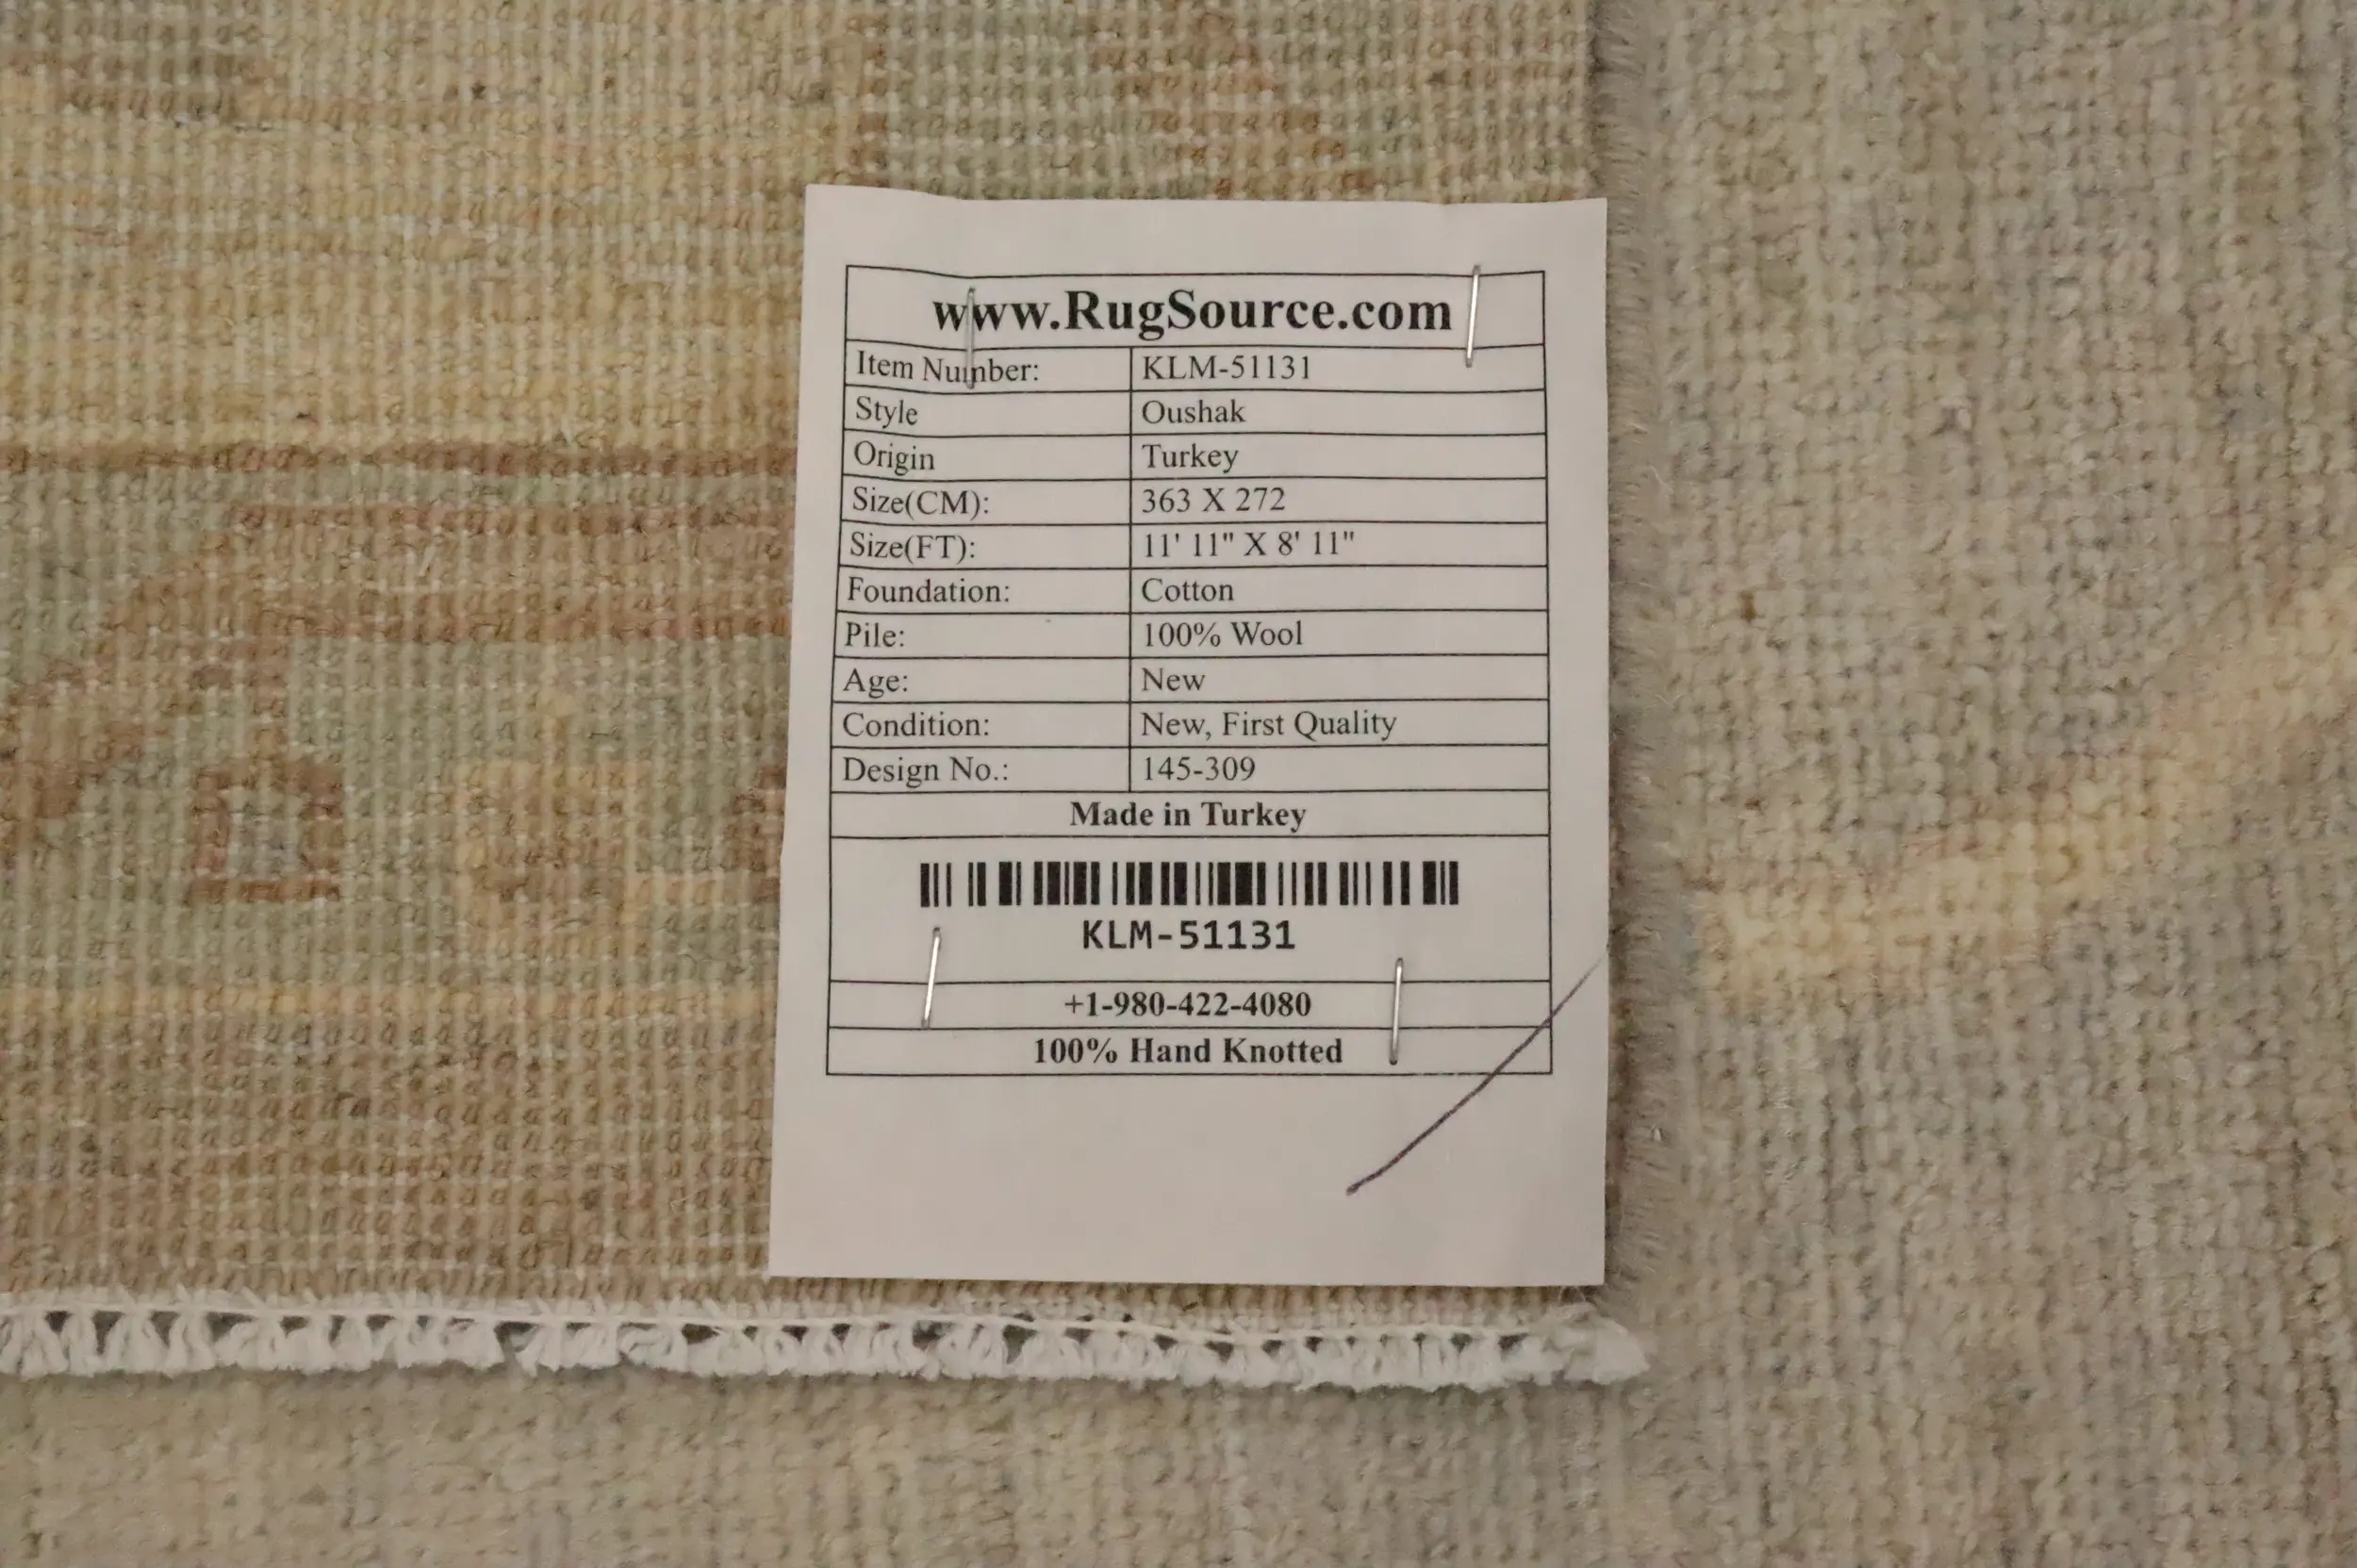 www.RugSource.com
Item Number: KLM-51131
Style Oushak
Origin Turkey
Size(CM): 363 X 272
Size(FT): 11' 11" X 8' 11"
Foundation: Cotton
Pile: 100% Wool
Age: New
Condition: New, First Quality
Design No.: 145-309
Made in Turkey
KLM-51131
+1-980-422-4080
100% Hand Knotted